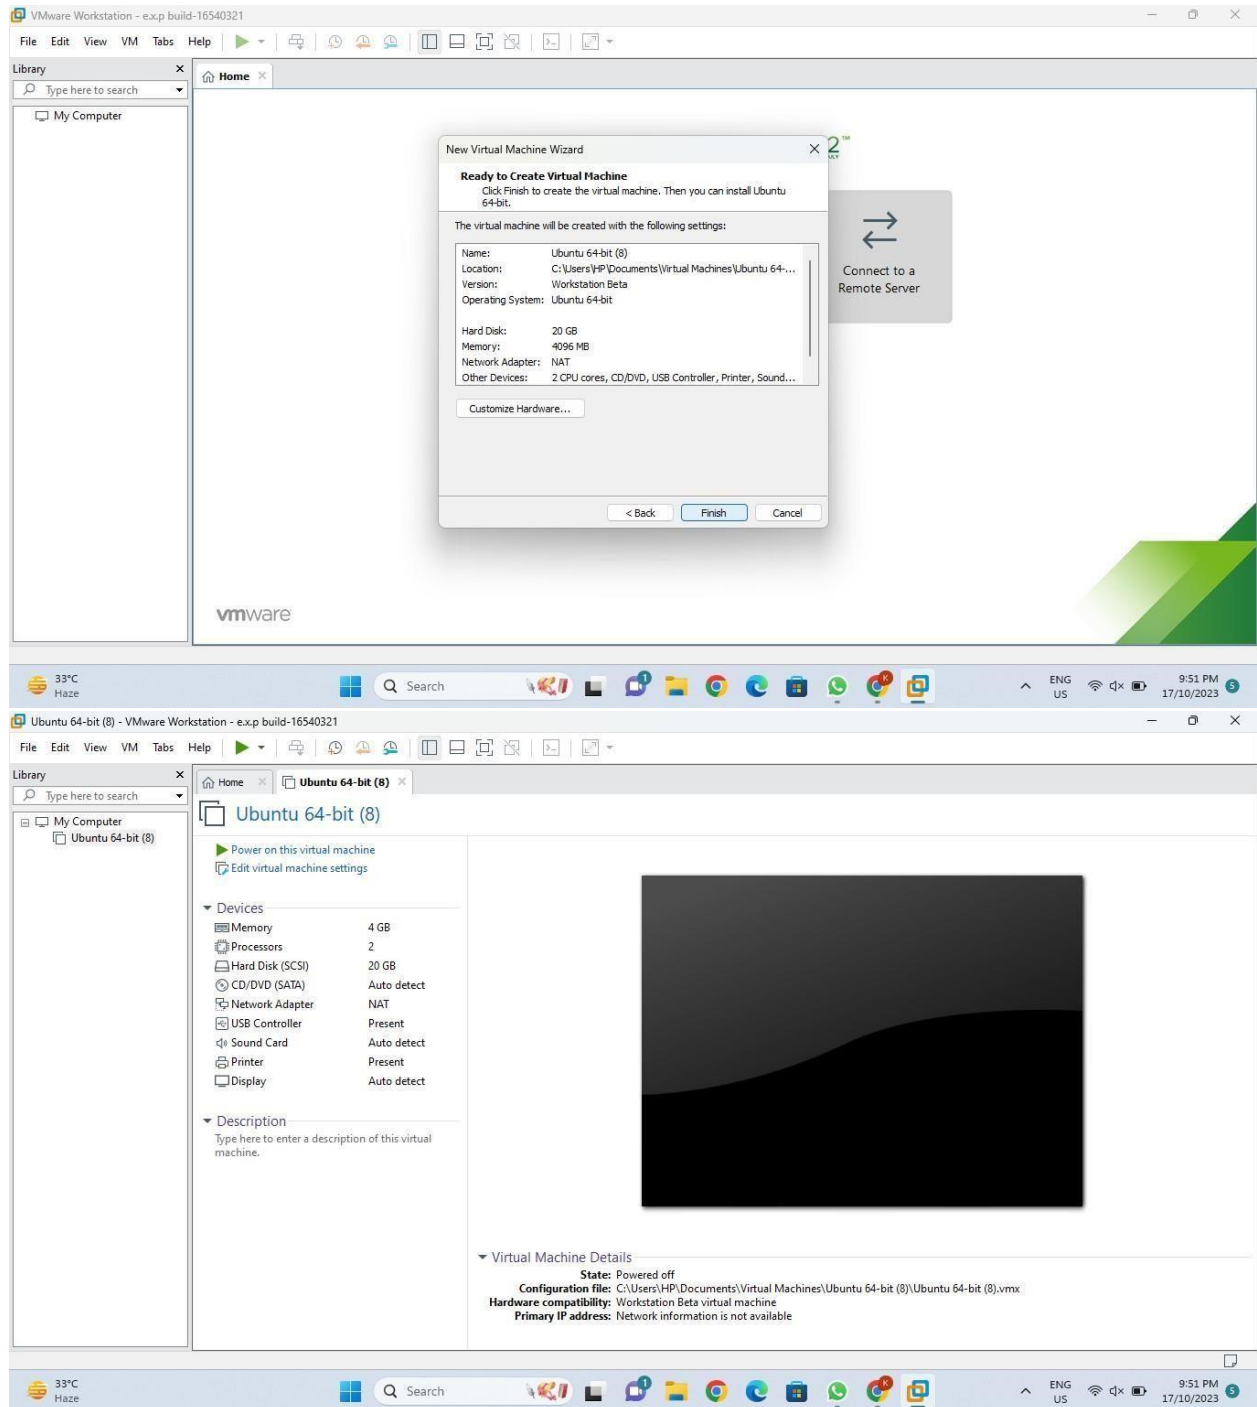 VMware Workstation - e.x.p build-16540321
File Edit View VM Tabs Help
Library
Home
Type here to search
My Computer
New Virtual Machine Wizard
2™
Ready to Create Virtual Machine
Click Finish to create the virtual machine. Then you can install Ubuntu
64-bit.
The virtual machine will be created with the following settings:
Name: Ubuntu 64-bit (8)
Location: C:\Users\HP\Documents\Virtual Machines\Ubuntu 64-...
Version: Workstation Beta
Operating System: Ubuntu 64-bit
Hard Disk: 20 GB
Memory: 4096 MB
Network Adapter: NAT
Other Devices: 2 CPU cores, CD/DVD, USB Controller, Printer, Sound...
Connect to a
Remote Server
Customize Hardware...
< Back Finish Cancel
vmware
33°C
Haze
Search
1
K
ENG
US
9:51 PM
17/10/2023
5
Ubuntu 64-bit (8) - VMware Workstation - e.x.p build-16540321
File Edit View VM Tabs Help
Library
Home Ubuntu 64-bit (8)
Type here to search
My Computer
Ubuntu 64-bit (8)
Ubuntu 64-bit (8)
Power on this virtual machine
Edit virtual machine settings
Devices
Memory 4 GB
Processors 2
Hard Disk (SCSI) 20 GB
CD/DVD (SATA) Auto detect
Network Adapter NAT
USB Controller Present
Sound Card Auto detect
Printer Present
Display Auto detect
Description
Type here to enter a description of this virtual
machine.
Virtual Machine Details
State: Powered off
Configuration file: C:\Users\HP\Documents\Virtual Machines\Ubuntu 64-bit (8)\Ubuntu 64-bit (8).vmx
Hardware compatibility: Workstation Beta virtual machine
Primary IP address: Network information is not available
33°C
Haze
Search
1
K
ENG
US
9:51 PM
17/10/2023
5